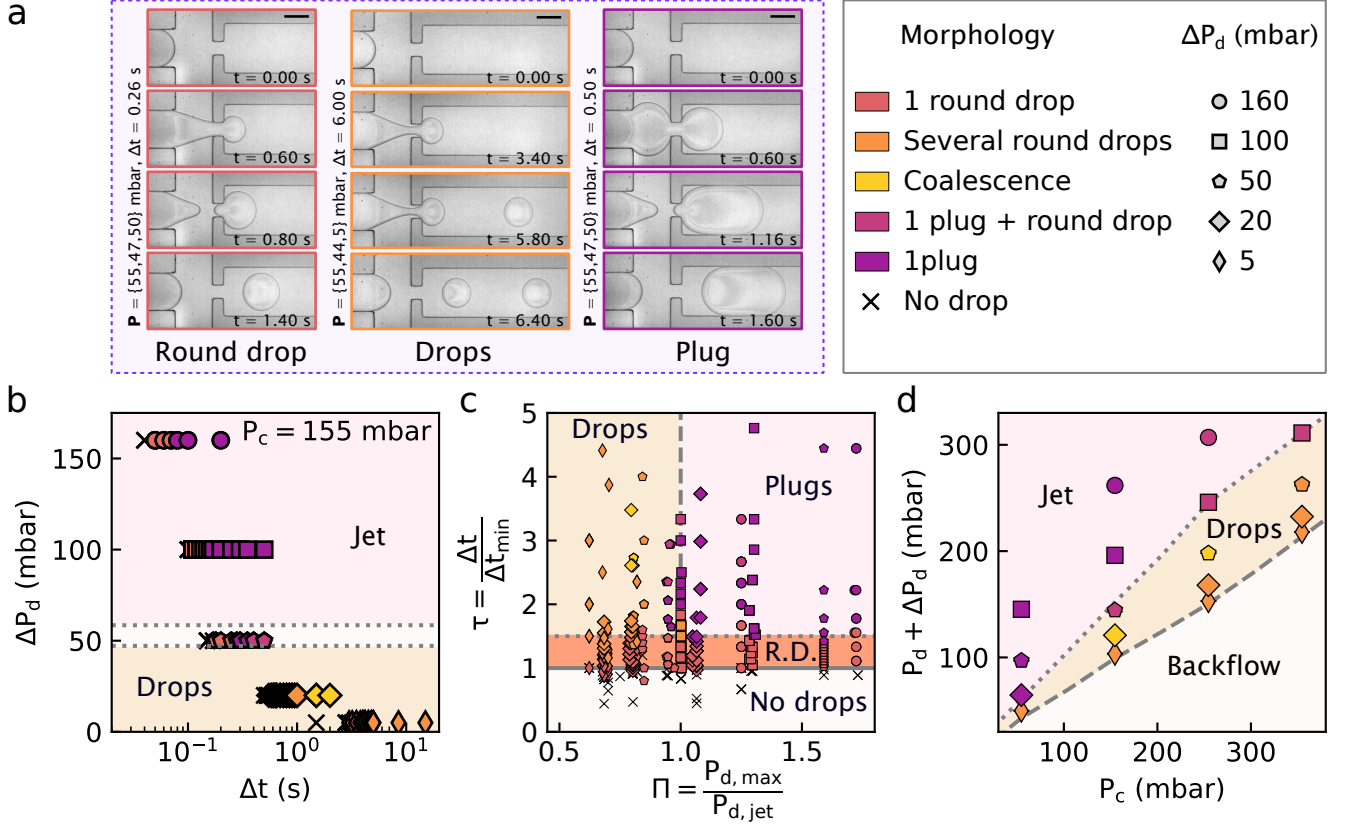 a
P = {55,47,50} mbar, Δt = 0.26 s
t = 0.00 s
t = 0.60 s
t = 0.80 s
t = 1.40 s
Round drop
P = {55,44,5} mbar, Δt = 6.00 s
t = 0.00 s
t = 3.40 s
t = 5.80 s
t = 6.40 s
Drops
P = {55,47,50} mbar, Δt = 0.50 s
t = 0.00 s
t = 0.60 s
t = 1.16 s
t = 1.60 s
Plug
Morphology
1 round drop
Several round drops
Coalescence
1 plug + round drop
1plug
No drop
ΔP_d (mbar)
160
100
50
20
5
b
P_c = 155 mbar
Jet
Drops
ΔP_d (mbar)
150
100
50
0
10⁻¹ 10⁰ 10¹
Δt (s)
c
Drops
Plugs
R.D.
No drops
τ = Δt / Δt_min
5
4
3
2
1
0
0.5 1.0 1.5
Π = P_d, max / P_d, jet
d
Jet
Drops
Backflow
P_d + ΔP_d (mbar)
300
200
100
100 200 300
P_c (mbar)